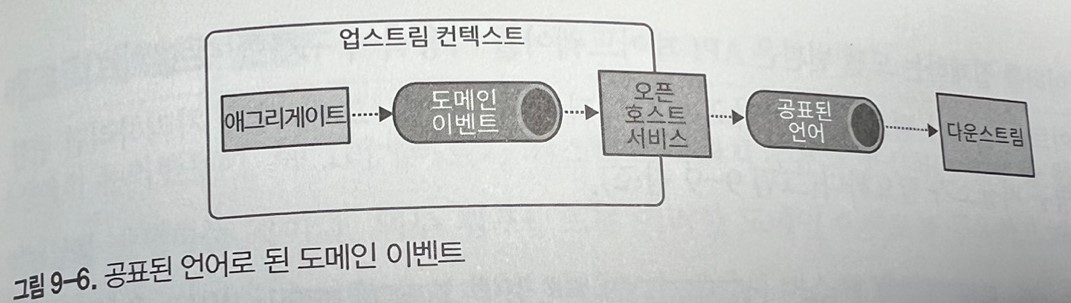 업스트림 컨텍스트
애그리게이트
도메인
이벤트
오픈
호스트
서비스
공표된
언어
다운스트림
그림 9-6. 공표된 언어로 된 도메인 이벤트